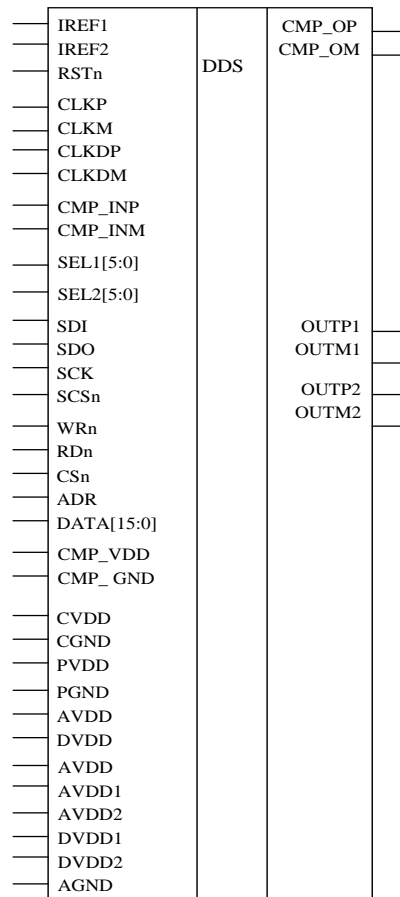 IREF1
IREF2
RSTn
CLKP
CLKM
CLKDP
CLKDM
CMP_INP
CMP_INM
SEL1[5:0]
SEL2[5:0]
SDI
SDO
SCK
SCSn
WRn
RDn
CSn
ADR
DATA[15:0]
CMP_VDD
CMP_ GND
CVDD
CGND
PVDD
PGND
AVDD
DVDD
AVDD
AVDD1
AVDD2
DVDD1
DVDD2
AGND
DDS
CMP_OP
CMP_OM
OUTP1
OUTM1
OUTP2
OUTM2